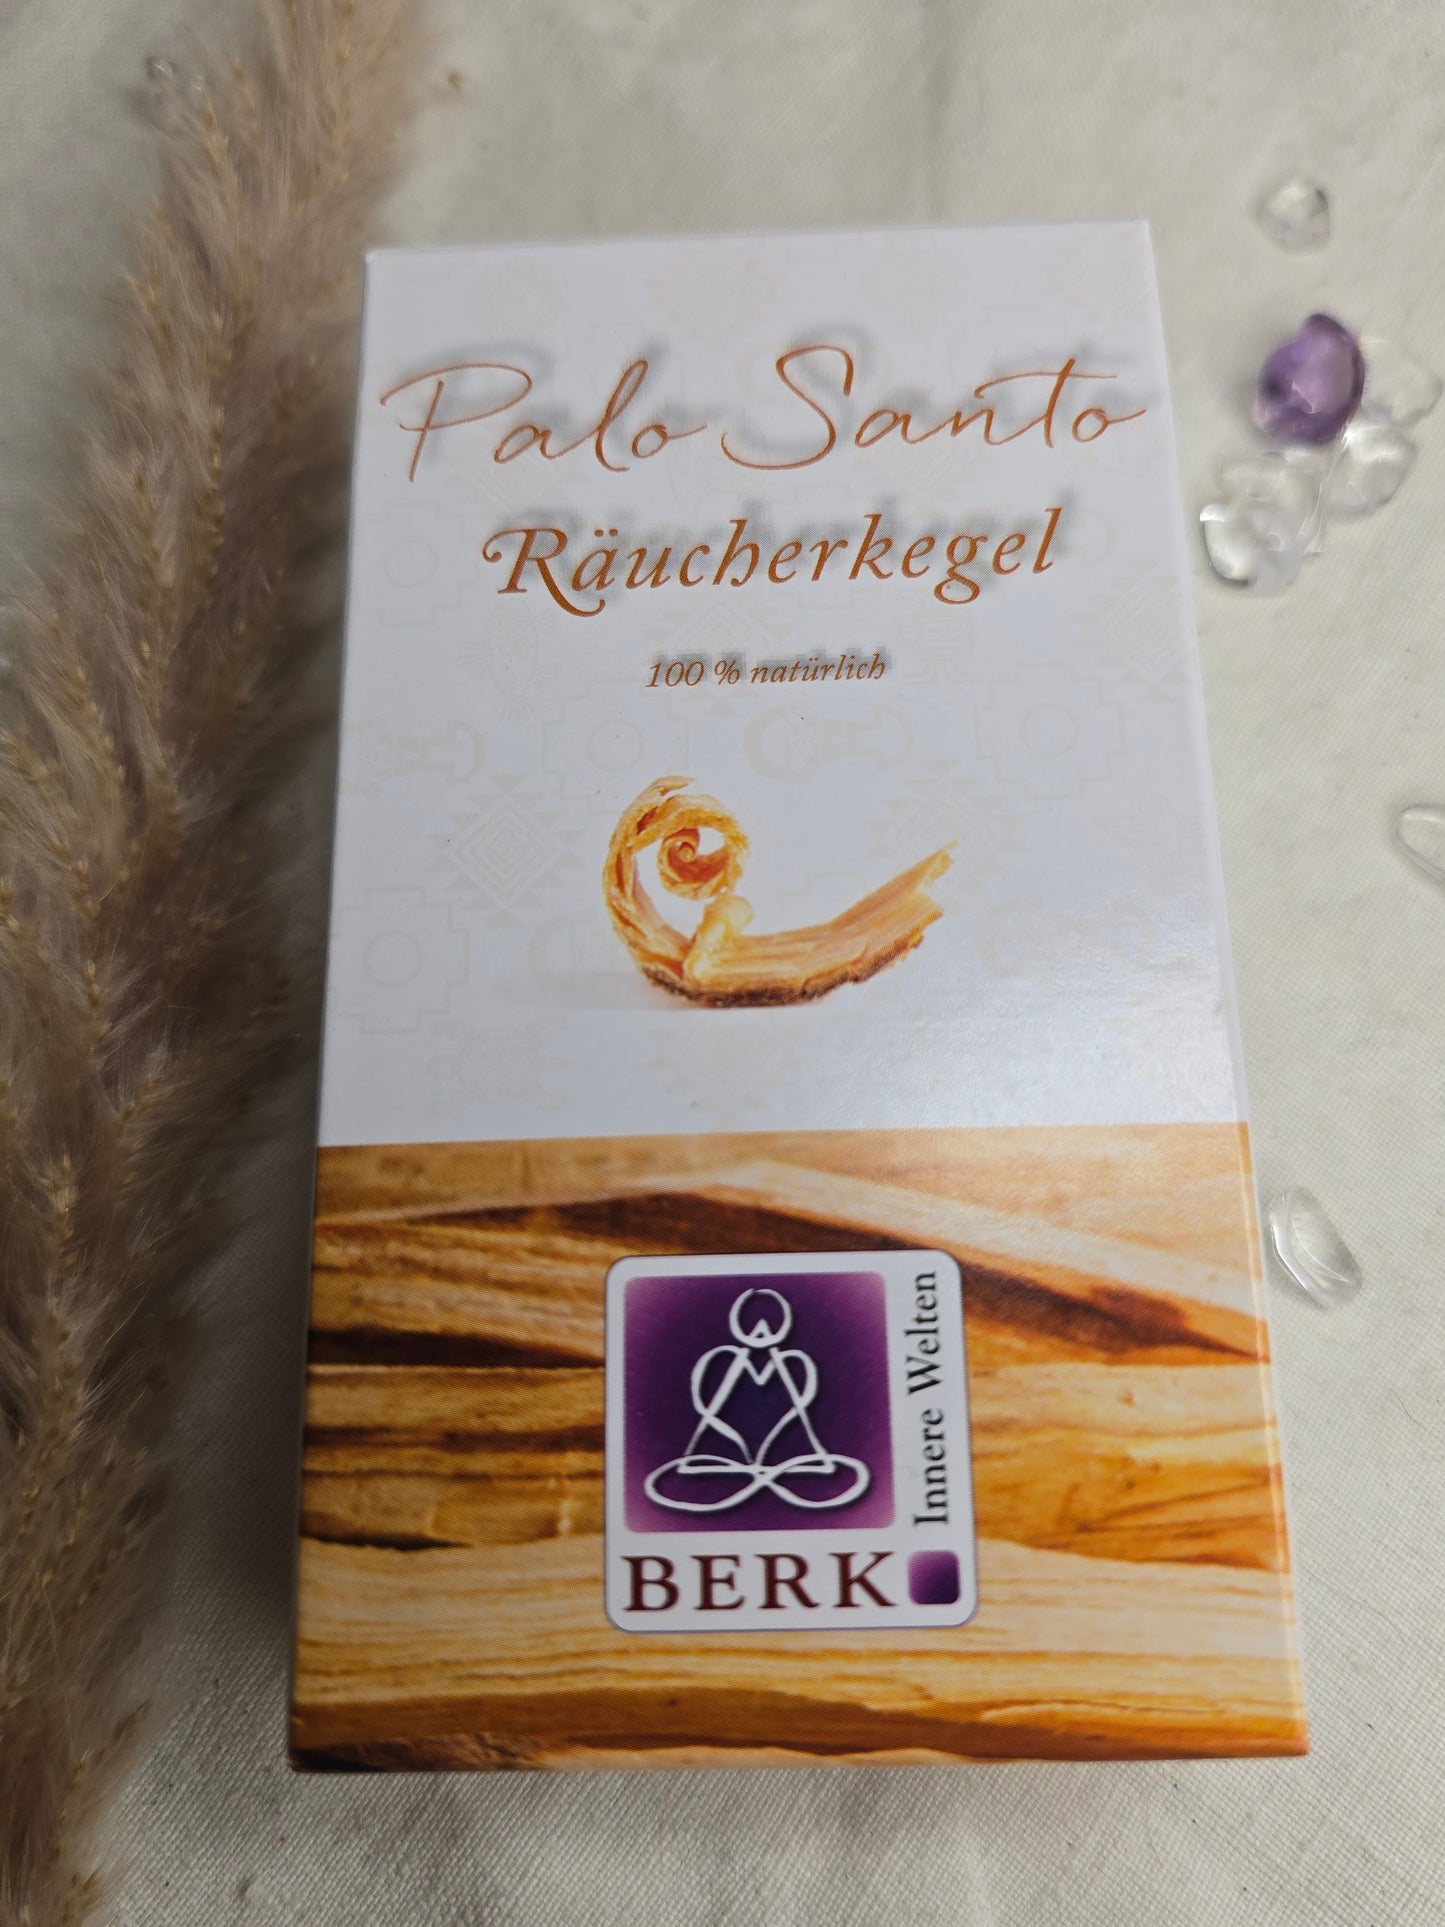 Palo Santo
Räucherkegel
100 % natürlich
Innere Welten
BERK